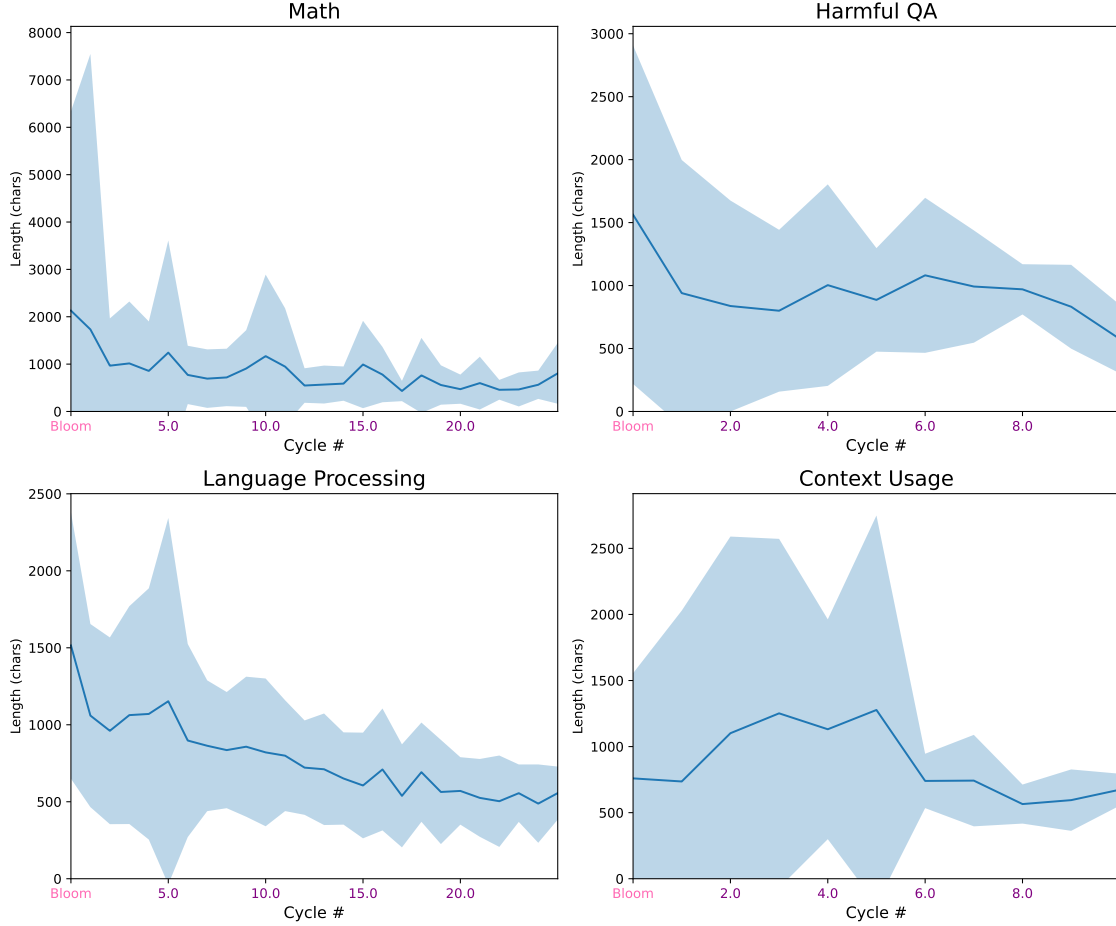 Math
Length (chars)
8000
7000
6000
5000
4000
3000
2000
1000
0
Bloom 5.0 10.0 15.0 20.0
Cycle #
Harmful QA
Length (chars)
3000
2500
2000
1500
1000
500
0
Bloom 2.0 4.0 6.0 8.0
Cycle #
Language Processing
Length (chars)
2500
2000
1500
1000
500
0
Bloom 5.0 10.0 15.0 20.0
Cycle #
Context Usage
Length (chars)
2500
2000
1500
1000
500
0
Bloom 2.0 4.0 6.0 8.0
Cycle #